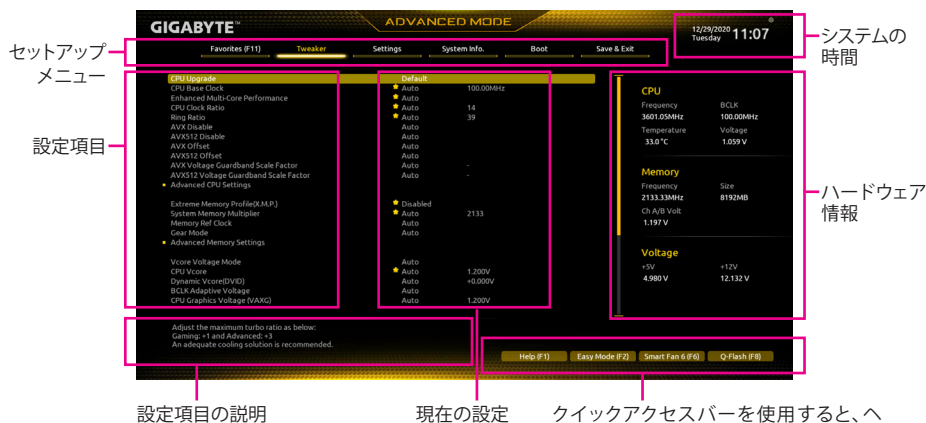 GIGABYTE™
ADVANCED MODE
12/29/2020
Tuesday
11:07
システムの
時間
セットアップ
メニュー
Favorites (F11) Tweaker Settings System Info. Boot Save & Exit
設定項目
CPU Upgrade Default
CPU Base Clock Auto 100.00MHz
Enhanced Multi-Core Performance Auto
CPU Clock Ratio Auto 14
Ring Ratio Auto 39
AVX Disable Auto
AVX512 Disable Auto
AVX Offset Auto
AVX512 Offset Auto
AVX Voltage Guardband Scale Factor Auto -
AVX512 Voltage Guardband Scale Factor Auto -
Advanced CPU Settings
Extreme Memory Profile(X.M.P.) Disabled
System Memory Multiplier Auto 2133
Memory Ref Clock Auto
Gear Mode Auto
Advanced Memory Settings
Vcore Voltage Mode Auto
CPU Vcore Auto 1.200V
Dynamic Vcore(DVID) Auto +0.000V
BCLK Adaptive Voltage Auto
CPU Graphics Voltage (VAXG) Auto 1.200V
CPU
Frequency BCLK
3601.05MHz 100.00MHz
Temperature Voltage
33.0 °C 1.059 V
Memory
Frequency Size
2133.33MHz 8192MB
Ch A/B Volt
1.197 V
Voltage
+5V +12V
4.980 V 12.132 V
ハードウェア
情報
Adjust the maximum turbo ratio as below:
Gaming: +1 and Advanced: +3
An adequate cooling solution is recommended.
Help (F1) Easy Mode (F2) Smart Fan 6 (F6) Q-Flash (F8)
設定項目の説明
現在の設定
クイックアクセスバーを使用すると、ヘ